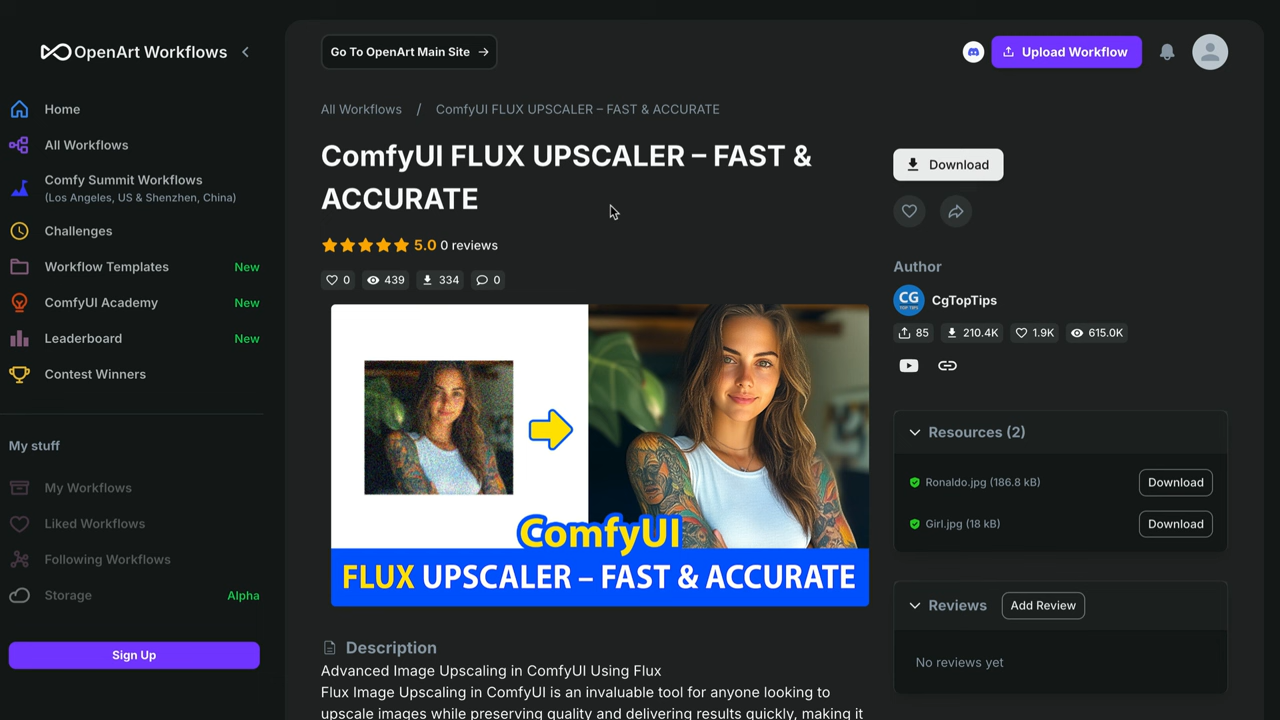 OpenArt Workflows
Home
All Workflows
Comfy Summit Workflows
(Los Angeles, US & Shenzhen, China)
Challenges
Workflow Templates New
ComfyUI Academy New
Leaderboard New
Contest Winners
My stuff
My Workflows
Liked Workflows
Following Workflows
Storage Alpha
Sign Up
Go To OpenArt Main Site →
Upload Workflow
All Workflows / ComfyUI FLUX UPSCALER – FAST & ACCURATE
ComfyUI FLUX UPSCALER – FAST &
ACCURATE
5.0 0 reviews
0 439 334 0
ComfyUI
FLUX UPSCALER – FAST & ACCURATE
Description
Advanced Image Upscaling in ComfyUI Using Flux
Flux Image Upscaling in ComfyUI is an invaluable tool for anyone looking to
upscale images while preserving quality and delivering results quickly, making it
Download
Author
CG
TOP TIPS
CgTopTips
85 210.4K 1.9K 615.0K
Resources (2)
Ronaldo.jpg (186.8 kB) Download
Girl.jpg (18 kB) Download
Reviews Add Review
No reviews yet